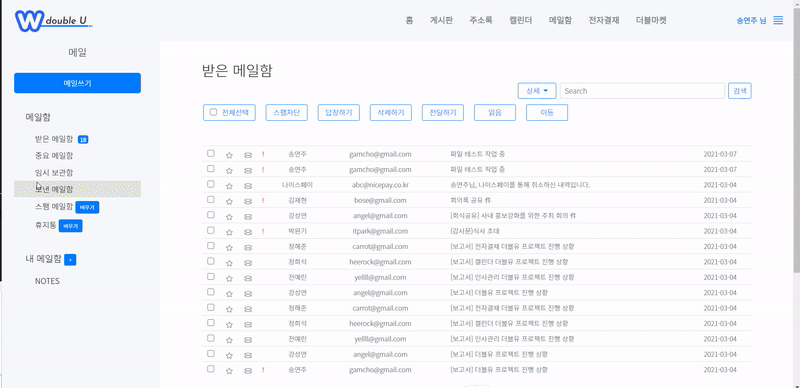 W double U
홈 게시판 주소록 캘린더 메일함 전자결재 더블마켓 송연주 님
메일
메일쓰기
메일함
받은 메일함 18
중요 메일함
임시 보관함
보낸 메일함
스팸 메일함 비우기
휴지통 비우기
내 메일함 +
NOTES
받은 메일함
상세 Search 검색
전체선택 스팸차단 답장하기 삭제하기 전달하기 읽음 이동
! 송연주 gamcho@gmail.com 파일 테스트 작업 중 2021-03-07
! 송연주 gamcho@gmail.com 파일 테스트 작업 중 2021-03-07
나이스페이 abc@nicepay.co.kr 송연주님, 나이스페이를 통해 취소하신 내역입니다. 2021-03-04
! 김재현 bose@gmail.com 회의록 공유 件 2021-03-04
강성연 angel@gmail.com [회식공유] 사내 홍보강화를 위한 주최 회의 件 2021-03-04
! 박원기 itpark@gmail.com (감사문)식사 초대 2021-03-04
정해준 carrot@gmail.com [보고서] 전자결재 더블유 프로젝트 진행 상황 2021-03-04
정희석 heerock@gmail.com [보고서] 캘린더 더블유 프로젝트 진행 상황 2021-03-04
전예린 yellll@gmail.com [보고서] 인사관리 더블유 프로젝트 진행 상황 2021-03-04
강성연 angel@gmail.com [보고서] 더블유 프로젝트 진행 상황 2021-03-04
정해준 carrot@gmail.com [보고서] 전자결재 더블유 프로젝트 진행 상황 2021-03-04
정희석 heerock@gmail.com [보고서] 캘린더 더블유 프로젝트 진행 상황 2021-03-04
전예린 yellll@gmail.com [보고서] 인사관리 더블유 프로젝트 진행 상황 2021-03-04
강성연 angel@gmail.com [보고서] 더블유 프로젝트 진행 상황 2021-03-04
! 송연주 gamcho@gmail.com [보고서] 더블유 프로젝트 진행 상황 2021-03-04